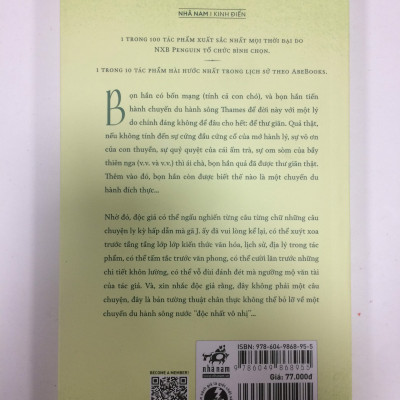 NHÃ NAM | KINH ĐIỂN
1 TRONG 100 TÁC PHẨM XUẤT SẮC NHẤT MỌI THỜI ĐẠI DO
NXB PENGUIN TỔ CHỨC BÌNH CHỌN.
1 TRONG 10 TÁC PHẨM HÀI HƯỚC NHẤT TRONG LỊCH SỬ THEO ABEBOOKS.
Bọn hắn có bốn mạng (tính cả con chó), và bọn hắn tiến
hành chuyến du hành sông Thames để đời này với một lý
do chính đáng không để đâu cho hết: để thư giãn. Quả thật,
nếu không tính đến sự cứng đầu cứng cổ của mớ hành lý, sự vô ơn
của con thuyền, sự quỷ quyệt của cái ấm trà, sự om sòm của bầy
thiên nga (v.v. và v.v.) thì ái chà, bọn hắn quả đã được thư giãn thật.
Thêm vào đó, bọn hắn còn được biết thế nào là một chuyến du
hành đích thực...
Nhờ đó, độc giả có thể ngấu nghiến từng câu từng chữ những câu
chuyện ly kỳ hấp dẫn mà gã J. ấy đã vui lòng kể lại, có thể xuýt xoa
trước tầng tầng lớp lớp kiến thức văn hóa, lịch sử, địa lý trong tác
phẩm, có thể tấm tắc trước văn phong, có thể cười lăn trước những
chi tiết khôn lường, có thể vỗ đùi đánh đét mà ngưỡng mộ văn tài
của tác giả. Và, xin nhắc độc giả rằng, đây không phải một câu
chuyện, đây là bản tường thuật chân thực không thể bỏ lỡ về
một chuyến du hành sông nước "độc nhất vô nhị"...
BECOME A MEMBER!
nhã nam
ISBN: 978-604-9868-95-5
9 786049 868955
Giá: 77.000đ